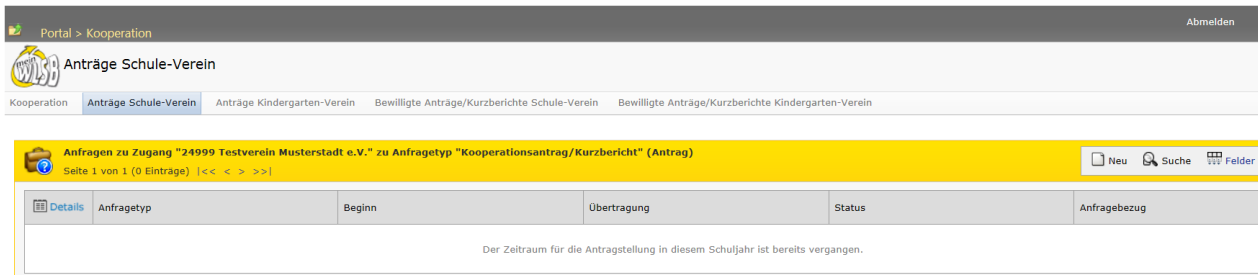 Abmelden
Portal > Kooperation
mein WLSB Anträge Schule-Verein
Kooperation Anträge Schule-Verein Anträge Kindergarten-Verein Bewilligte Anträge/Kurzberichte Schule-Verein Bewilligte Anträge/Kurzberichte Kindergarten-Verein
Anfragen zu Zugang "24999 Testverein Musterstadt e.V." zu Anfragetyp "Kooperationsantrag/Kurzbericht" (Antrag)
Seite 1 von 1 (0 Einträge) |<< < > >>|
Neu Suche Felder
Details Anfragetyp Beginn Übertragung Status Anfragebezug
Der Zeitraum für die Antragstellung in diesem Schuljahr ist bereits vergangen.